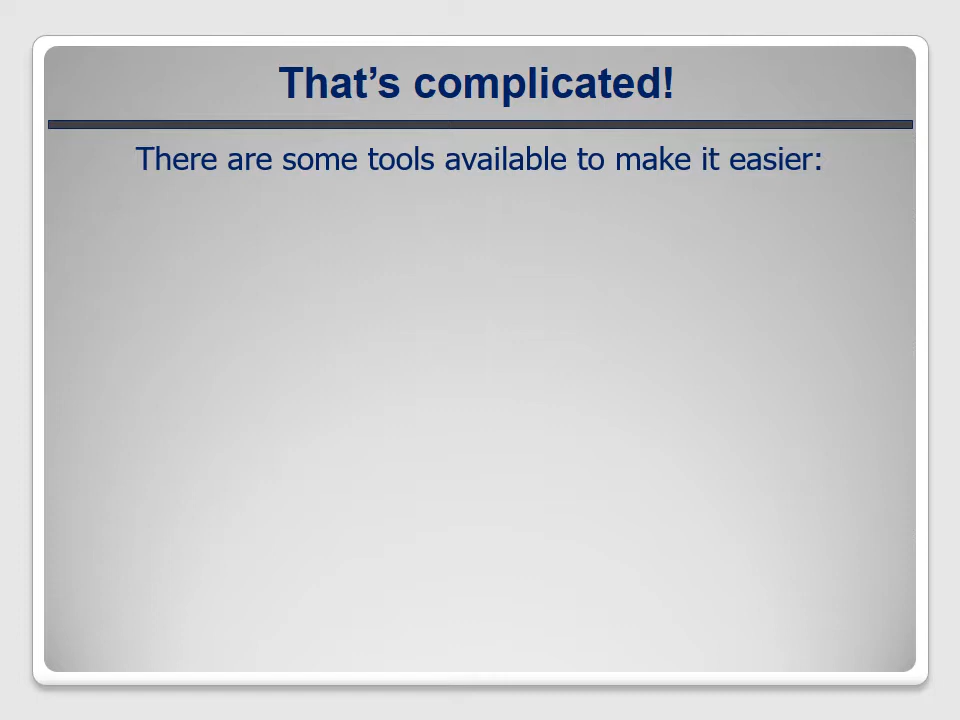 That’s complicated!
There are some tools available to make it easier: